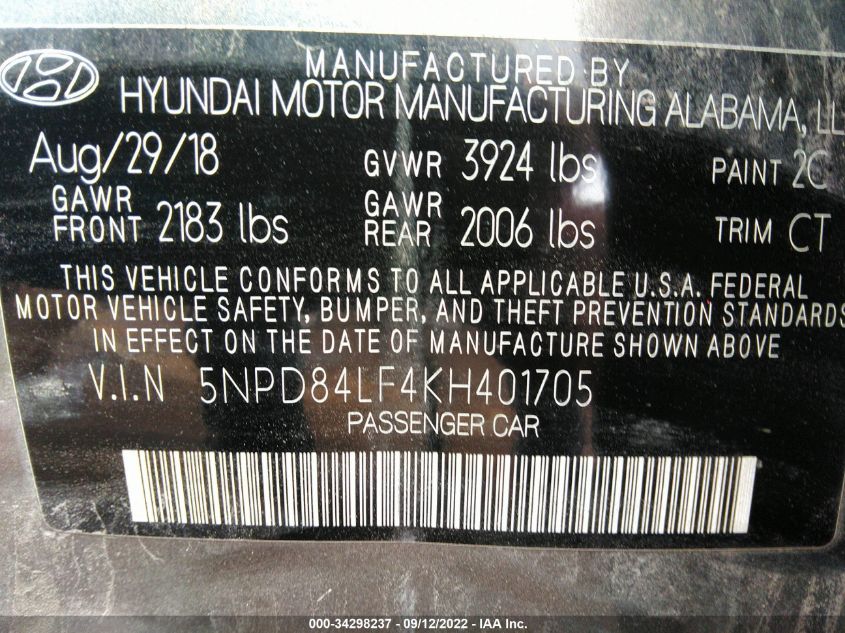 MANUFACTURED BY
HYUNDAI MOTOR MANUFACTURING ALABAMA, LL
Aug/29/18 GVWR 3924 lbs PAINT 2C
GAWR FRONT 2183 lbs GAWR REAR 2006 lbs TRIM CT
THIS VEHICLE CONFORMS TO ALL APPLICABLE U.S.A. FEDERAL
MOTOR VEHICLE SAFETY, BUMPER, AND THEFT PREVENTION STANDARDS
IN EFFECT ON THE DATE OF MANUFACTURE SHOWN ABOVE
V.I.N 5NPD84LF4KH401705
PASSENGER CAR
000-34298237 - 09/12/2022 - IAA Inc.